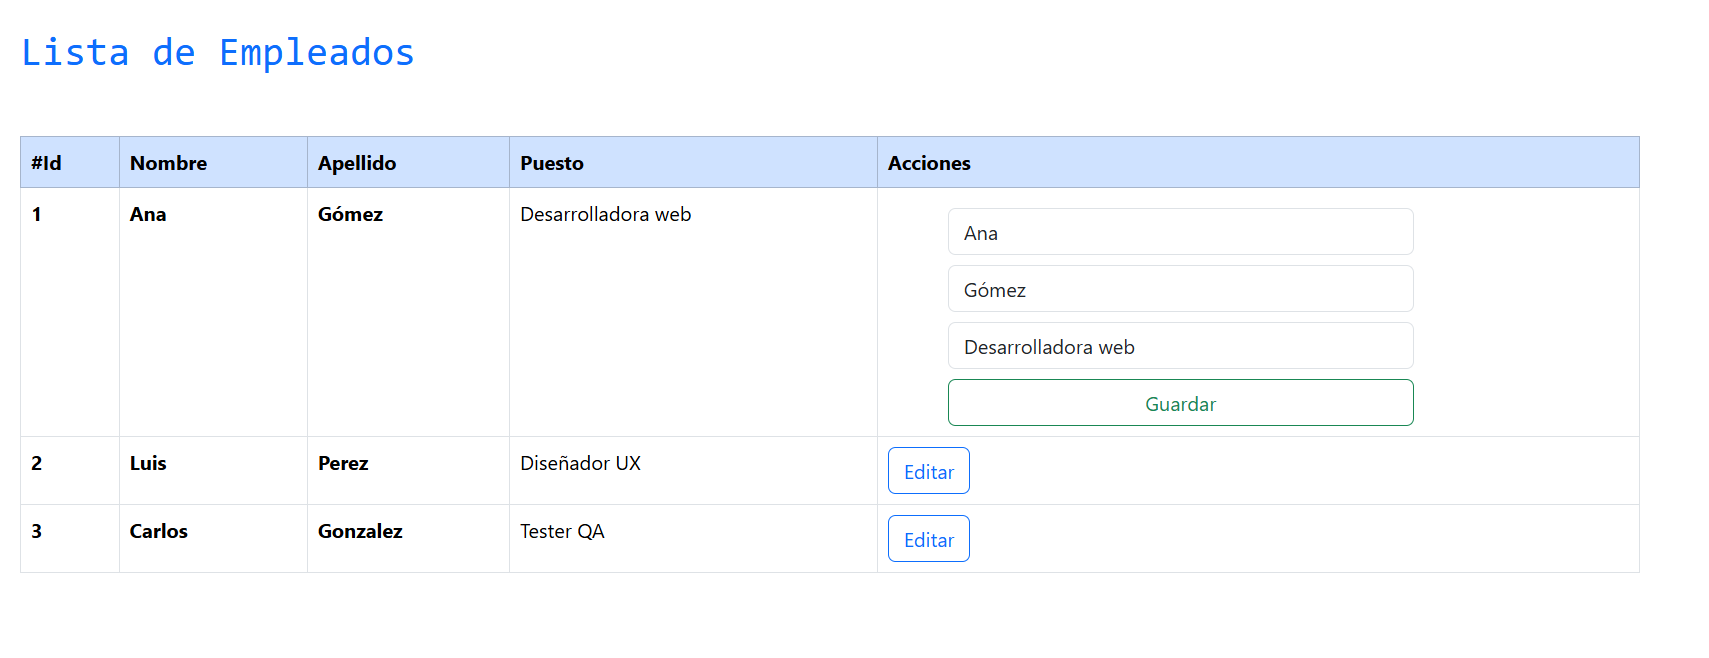 Lista de Empleados
#Id Nombre Apellido Puesto Acciones
1 Ana Gómez Desarrolladora web
Ana
Gómez
Desarrolladora web
Guardar
2 Luis Perez Diseñador UX Editar
3 Carlos Gonzalez Tester QA Editar